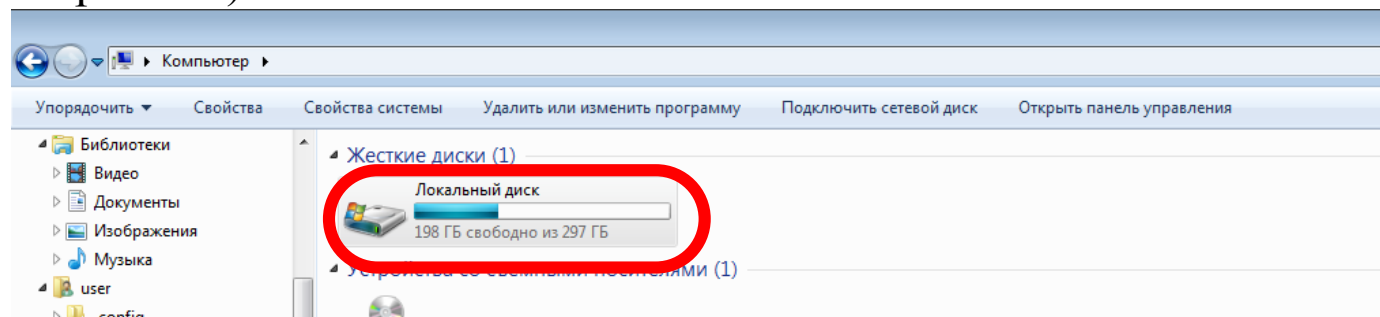 Компьютер
Упорядочить Свойства Свойства системы Удалить или изменить программу Подключить сетевой диск Открыть панель управления
Библиотеки
Видео
Документы
Изображения
Музыка
user
config
Жесткие диски (1)
Локальный диск
198 ГБ свободно из 297 ГБ
Устройства со съемными носителями (1)